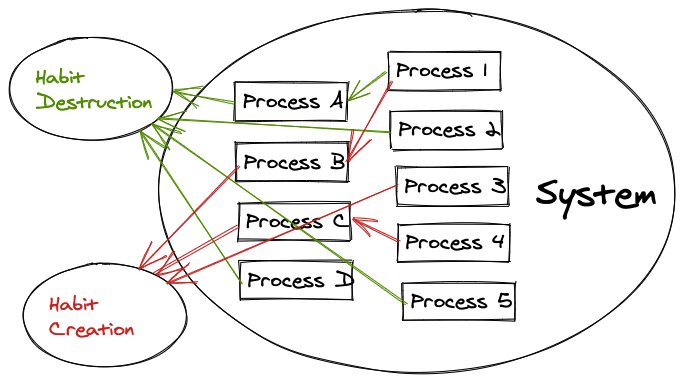 Habit
Destruction
Process A
Process B
Process C
Process D
Process 1
Process 2
Process 3
Process 4
Process 5
System
Habit
Creation